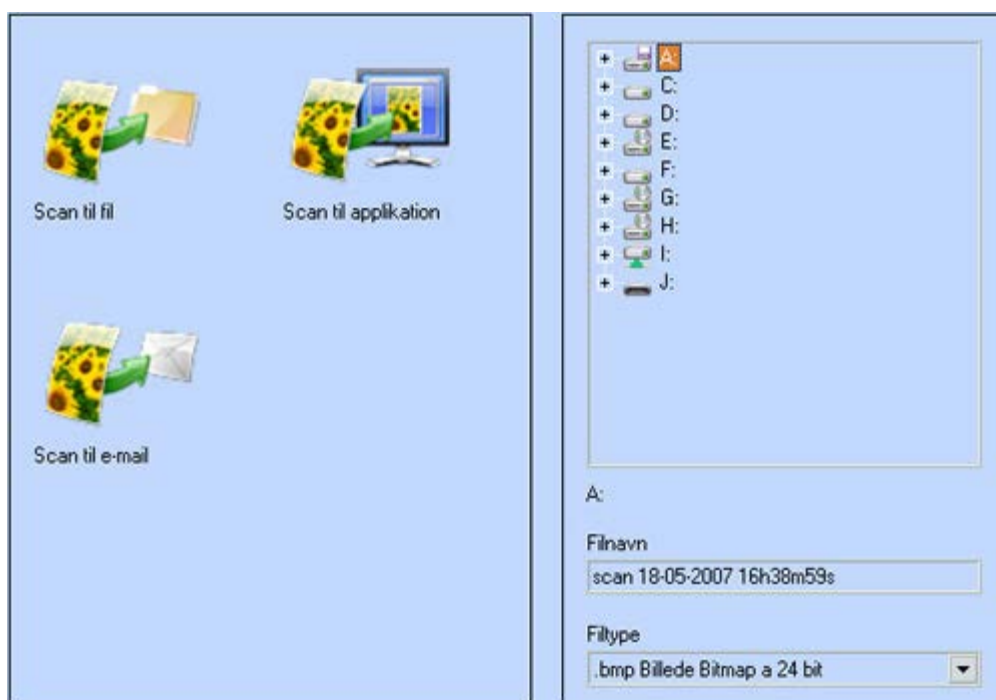 Scan til fil
Scan til applikation
Scan til e-mail
A:
C:
D:
E:
F:
G:
H:
I:
J:
A:
Filnavn
scan 18-05-2007 16h38m59s
Filtype
.bmp Billede Bitmap a 24 bit